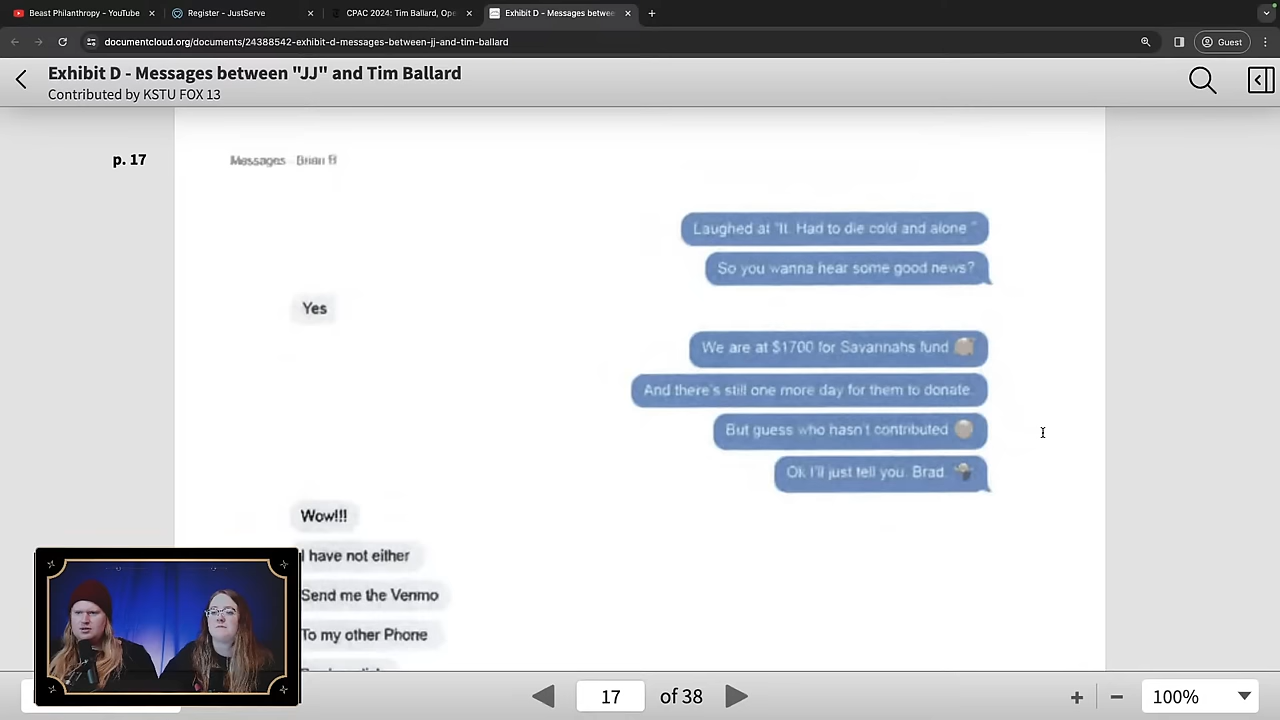 Beast Philanthropy - YouTube
Register - JustServe
CPAC 2024: Tim Ballard, Ope
Exhibit D - Messages betwee
documentcloud.org/documents/24388542-exhibit-d-messages-between-jj-and-tim-ballard
Guest
Exhibit D - Messages between "JJ" and Tim Ballard
Contributed by KSTU FOX 13
p. 17
Messages - Brian B
Laughed at "It. Had to die cold and alone "
So you wanna hear some good news?
Yes
We are at $1700 for Savannahs fund
And there's still one more day for them to donate.
But guess who hasn't contributed
Ok I'll just tell you. Brad.
Wow!!!
I have not either
Send me the Venmo
To my other Phone
17 of 38
100%